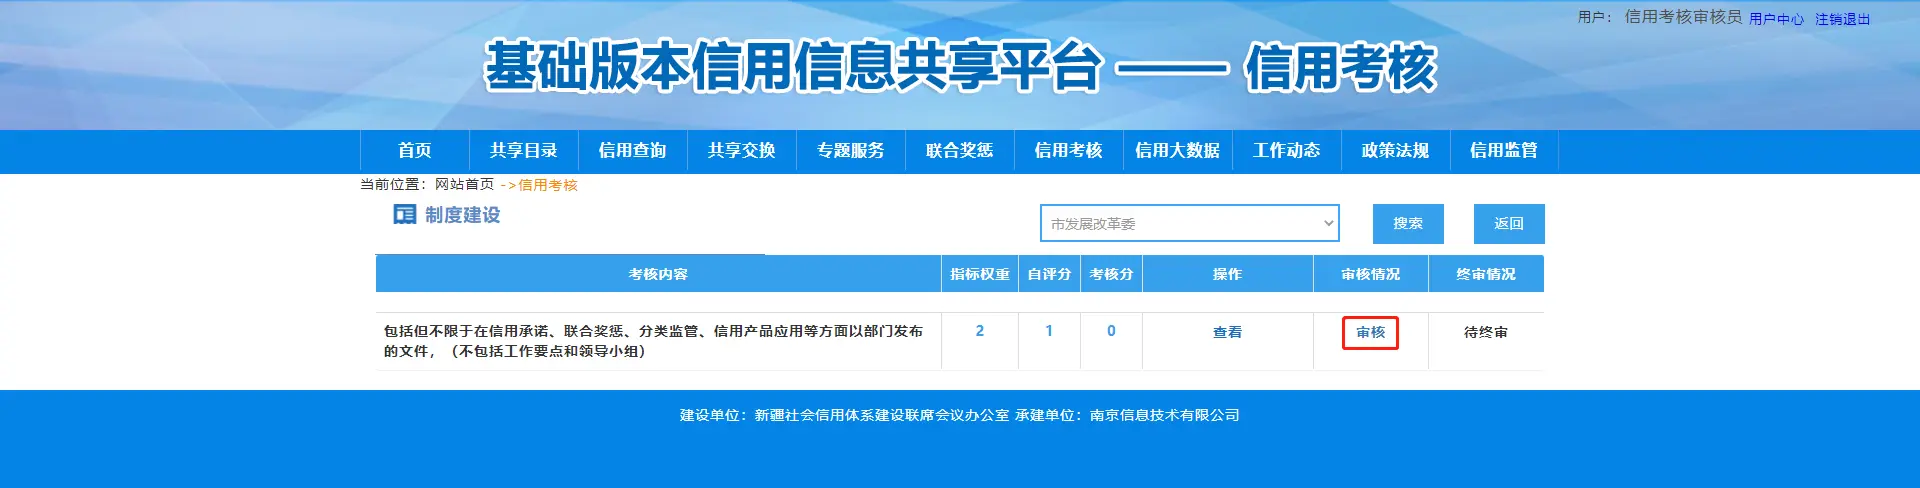 用户： 信用考核审核员 用户中心 注销退出
基础版本信用信息共享平台 —— 信用考核
首页 共享目录 信用查询 共享交换 专题服务 联合奖惩 信用考核 信用大数据 工作动态 政策法规 信用监管
当前位置：网站首页 ->信用考核
制度建设 市发展改革委 搜索 返回
考核内容 指标权重 自评分 考核分 操作 审核情况 终审情况
包括但不限于在信用承诺、联合奖惩、分类监管、信用产品应用等方面以部门发布 2 1 0 查看 审核 待终审
的文件，（不包括工作要点和领导小组）
建设单位：新疆社会信用体系建设联席会议办公室 承建单位：南京信息技术有限公司